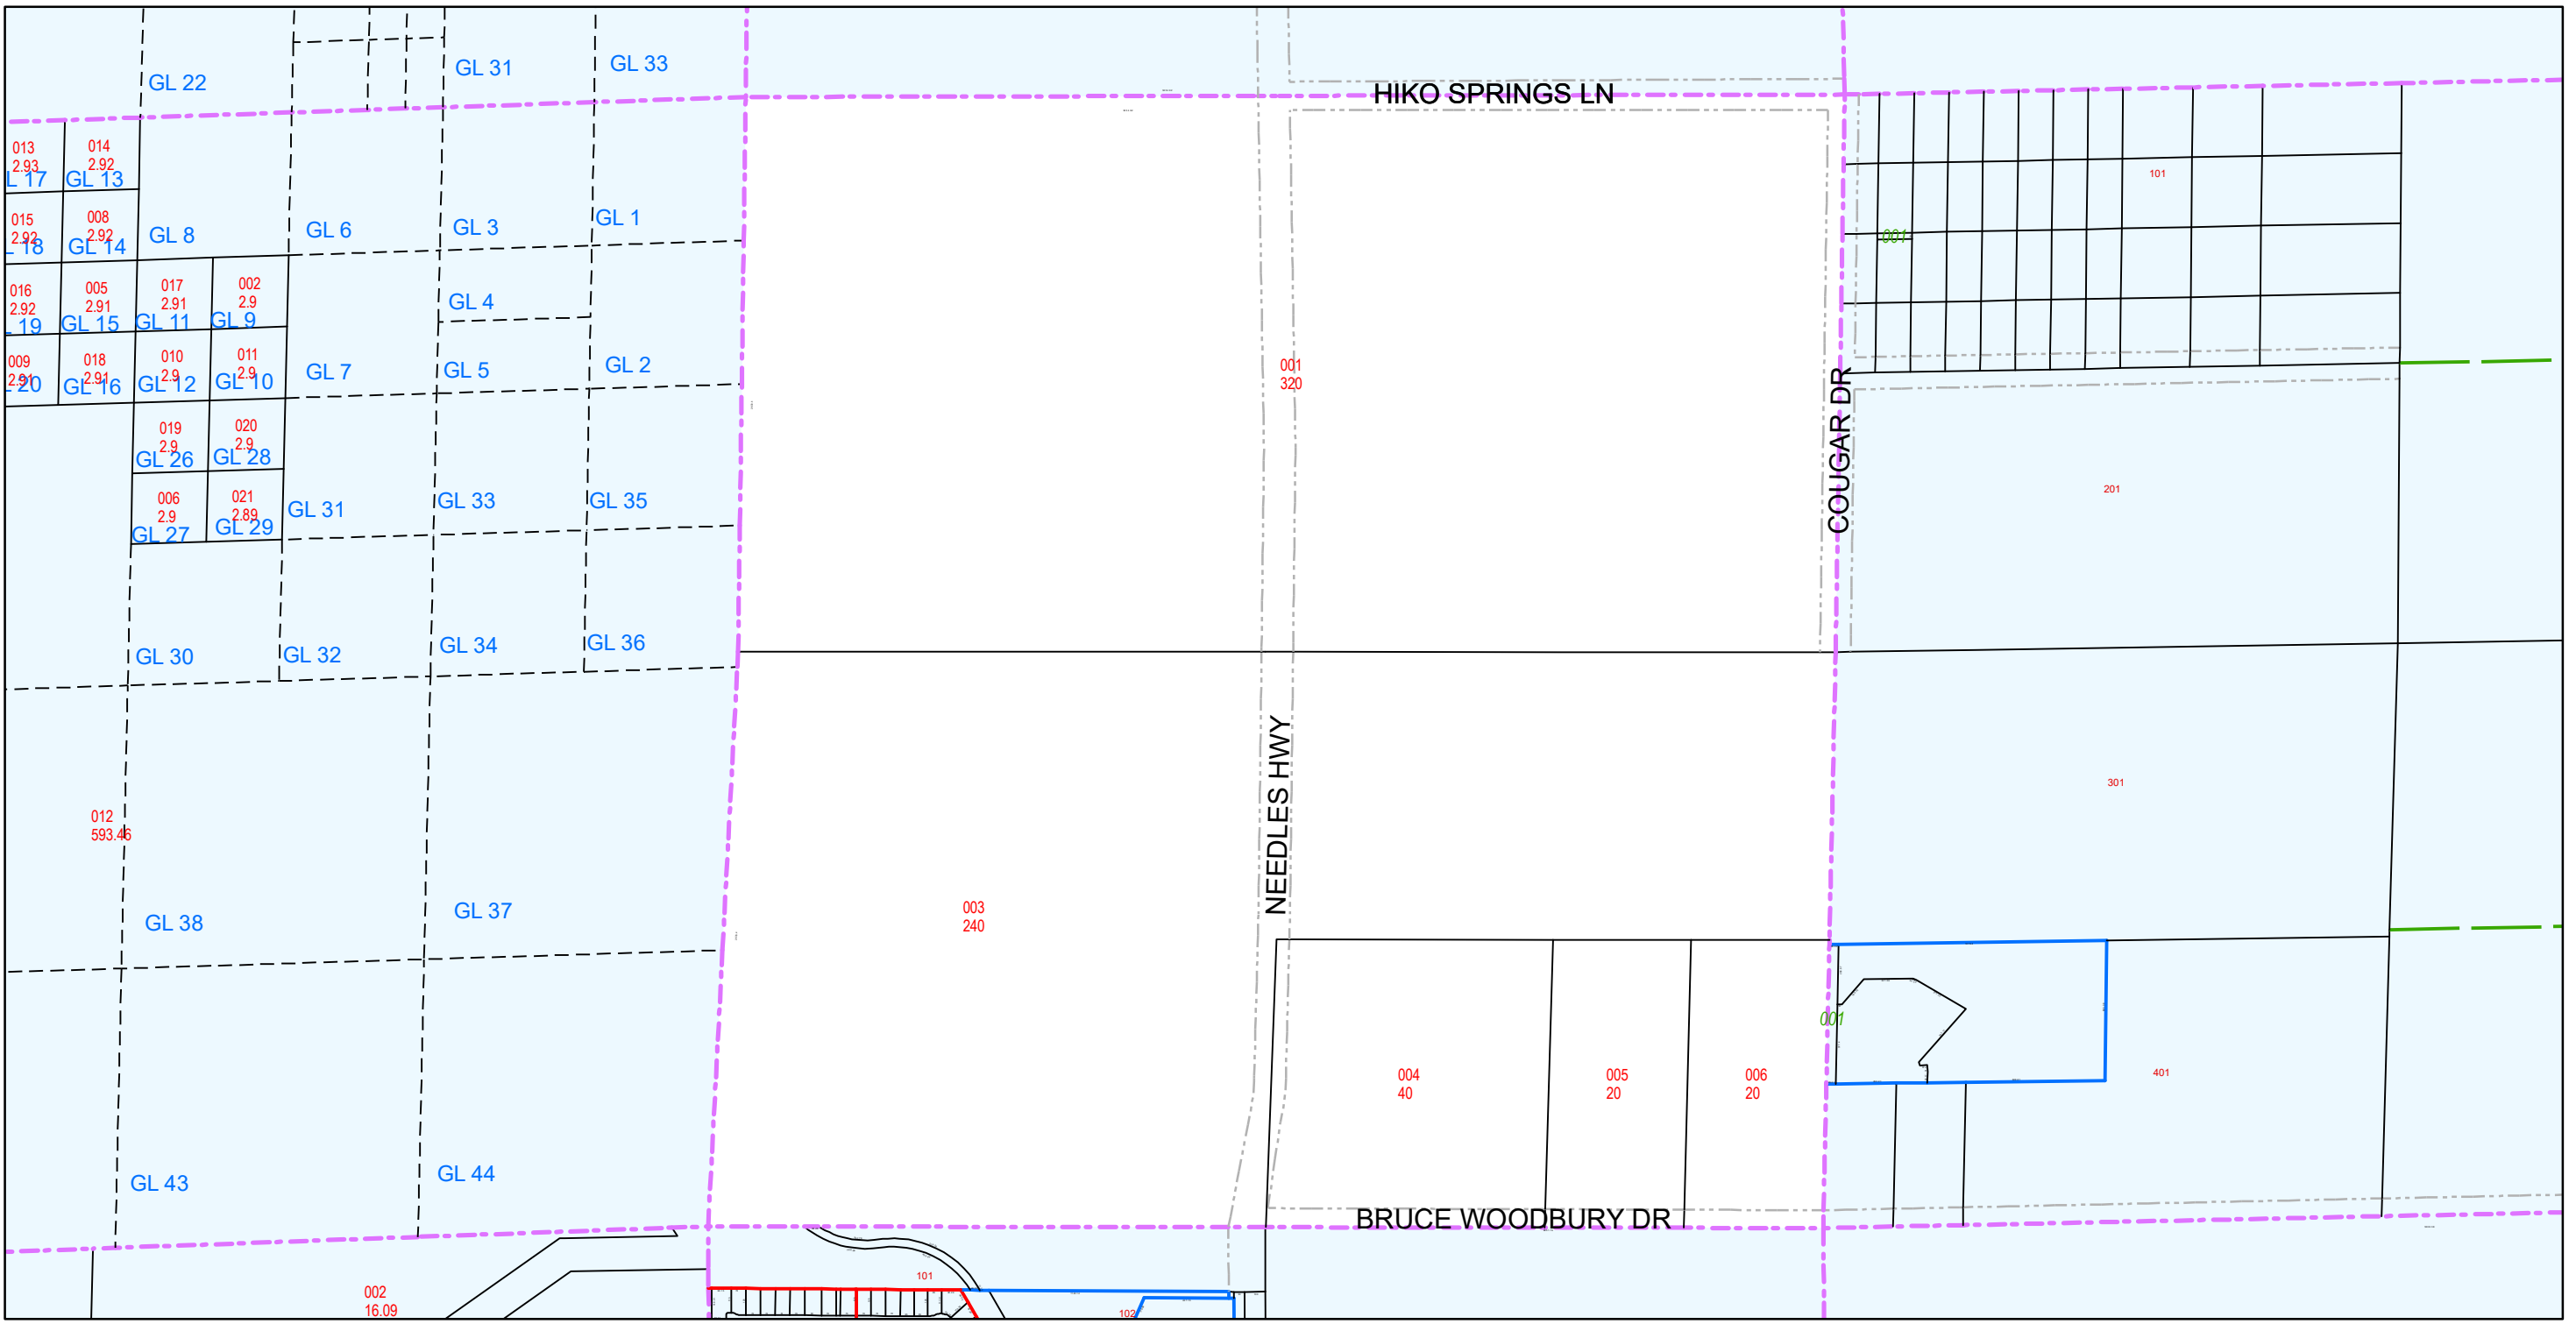 GL 22
GL 31
GL 33
HIKO SPRINGS LN
013
2.93
L 17
014
2.92
GL 13
015
2.92
L 18
008
2.92
GL 14
GL 8
GL 6
GL 3
GL 1
101
001
016
2.92
L 19
005
2.91
GL 15
017
2.91
GL 11
002
2.9
GL 9
GL 4
009
2.91
L 20
018
2.91
GL 16
010
2.9
GL 12
011
2.9
GL 10
GL 7
GL 5
GL 2
001
320
COUGAR DR
019
2.9
GL 26
020
2.9
GL 28
006
2.9
GL 27
021
2.89
GL 29
GL 31
GL 33
GL 35
201
GL 30
GL 32
GL 34
GL 36
012
593.46
NEEDLES HWY
301
GL 38
GL 37
003
240
001
004
40
005
20
006
20
401
GL 43
GL 44
BRUCE WOODBURY DR
002
16.09
101
102